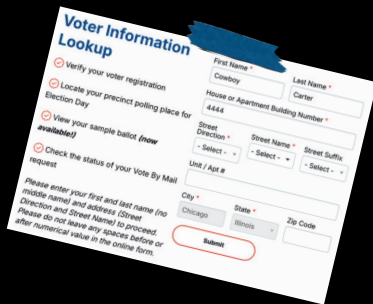 Voter Information
Lookup
Verify your voter registration
Locate your precinct polling place for
Election Day
View your sample ballot (now
available!)
Check the status of your Vote By Mail
request
Please enter your first and last name (no
middle name) and address (Street
Direction and Street Name) to proceed.
Please do not leave any spaces before or
after numerical value in the online form.
First Name *
Last Name *
Cowboy
Carter
House or Apartment Building Number *
4444
Street
Direction *
Street Name *
Street Suffix
- Select -
- Select -
- Select -
Unit / Apt #
City *
State *
Zip Code
Chicago
Illinois
Submit